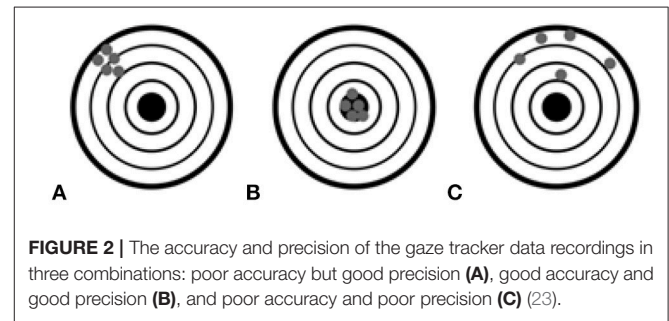 A B C
FIGURE 2 | The accuracy and precision of the gaze tracker data recordings in
three combinations: poor accuracy but good precision (A), good accuracy and
good precision (B), and poor accuracy and poor precision (C) (23).